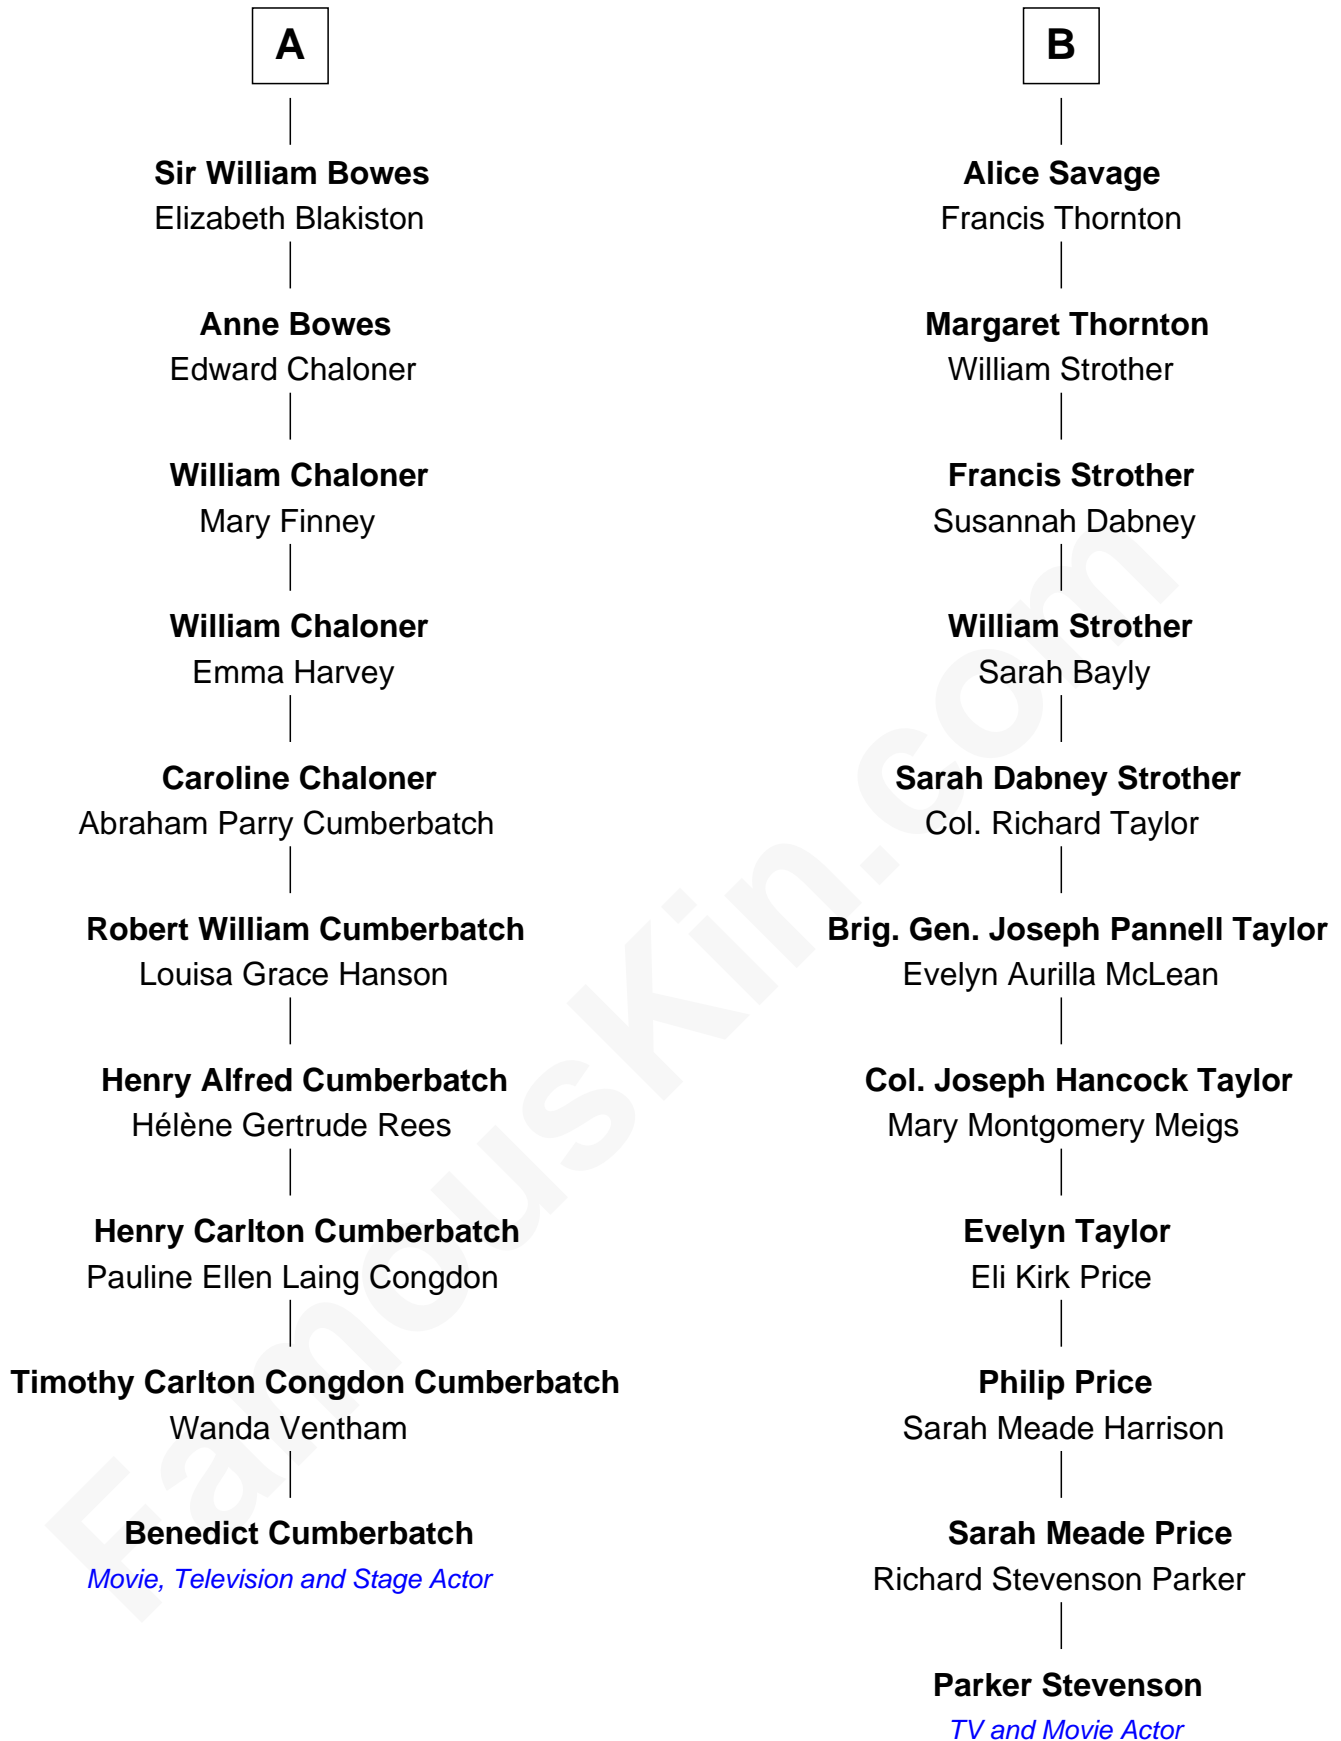 A
Sir William Bowes
Elizabeth Blakiston
Anne Bowes
Edward Chaloner
William Chaloner
Mary Finney
William Chaloner
Emma Harvey
Caroline Chaloner
Abraham Parry Cumberbatch
Robert William Cumberbatch
Louisa Grace Hanson
Henry Alfred Cumberbatch
Hélène Gertrude Rees
Henry Carlton Cumberbatch
Pauline Ellen Laing Congdon
Timothy Carlton Congdon Cumberbatch
Wanda Ventham
Benedict Cumberbatch
Movie, Television and Stage Actor
B
Alice Savage
Francis Thornton
Margaret Thornton
William Strother
Francis Strother
Susannah Dabney
William Strother
Sarah Bayly
Sarah Dabney Strother
Col. Richard Taylor
Brig. Gen. Joseph Pannell Taylor
Evelyn Aurilla McLean
Col. Joseph Hancock Taylor
Mary Montgomery Meigs
Evelyn Taylor
Eli Kirk Price
Philip Price
Sarah Meade Harrison
Sarah Meade Price
Richard Stevenson Parker
Parker Stevenson
TV and Movie Actor
FamousKin.com